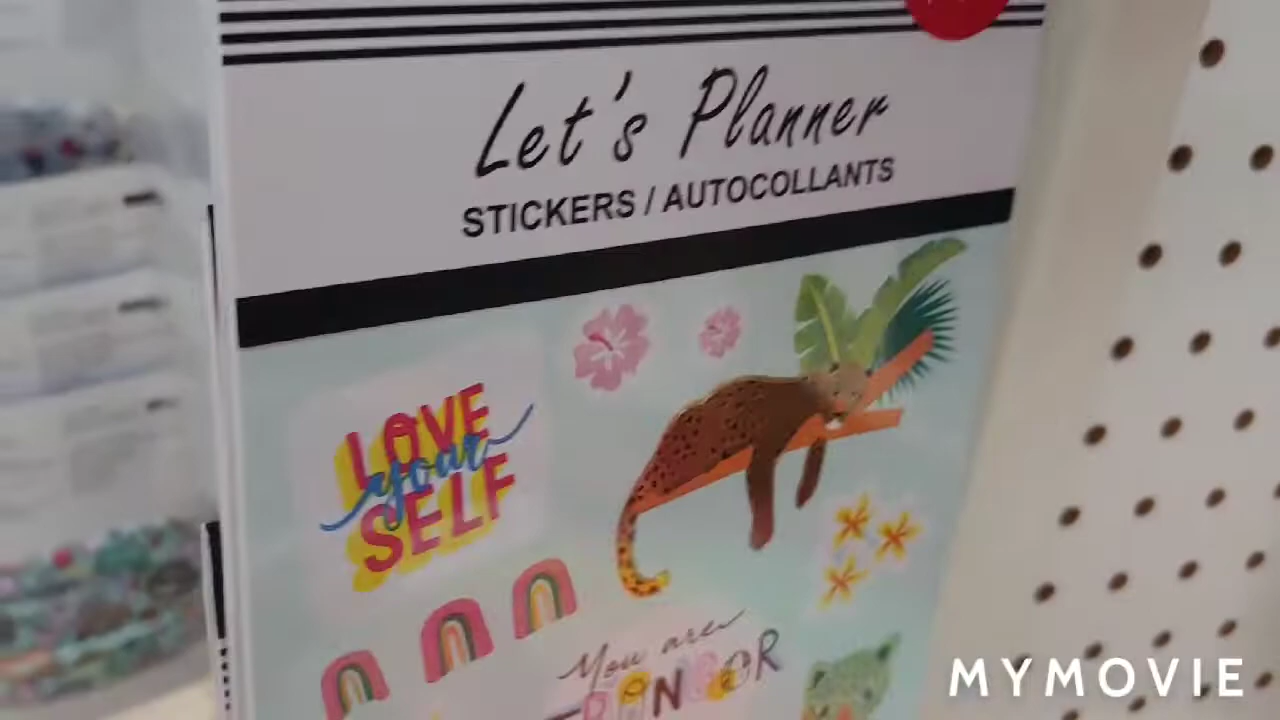 Let's Planner
STICKERS / AUTOCOLLANTS
LOVE
your
SELF
You are
MYMOVIE